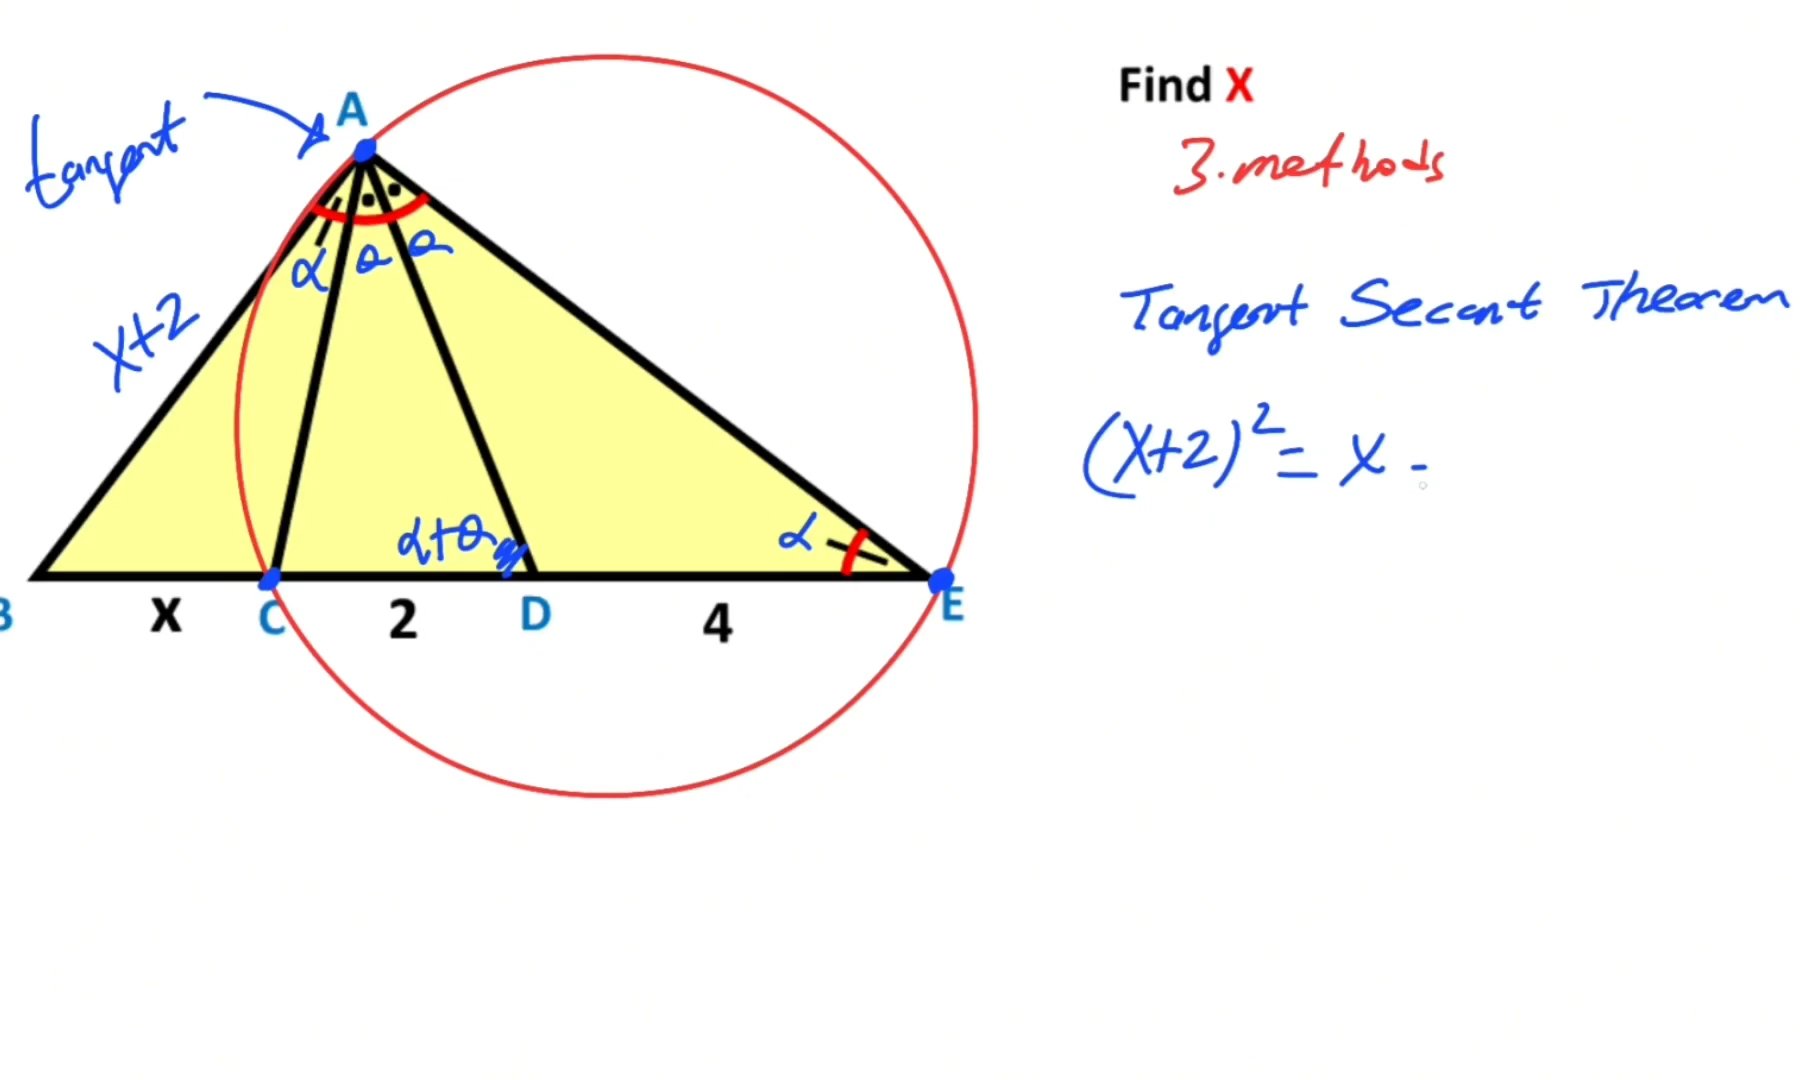 Find X
3. methods
tangent
A
α θ θ
x+2
Tangent Secant Theorem
(x+2)² = x ·
α+θ
α
B
X
C
2
D
4
E